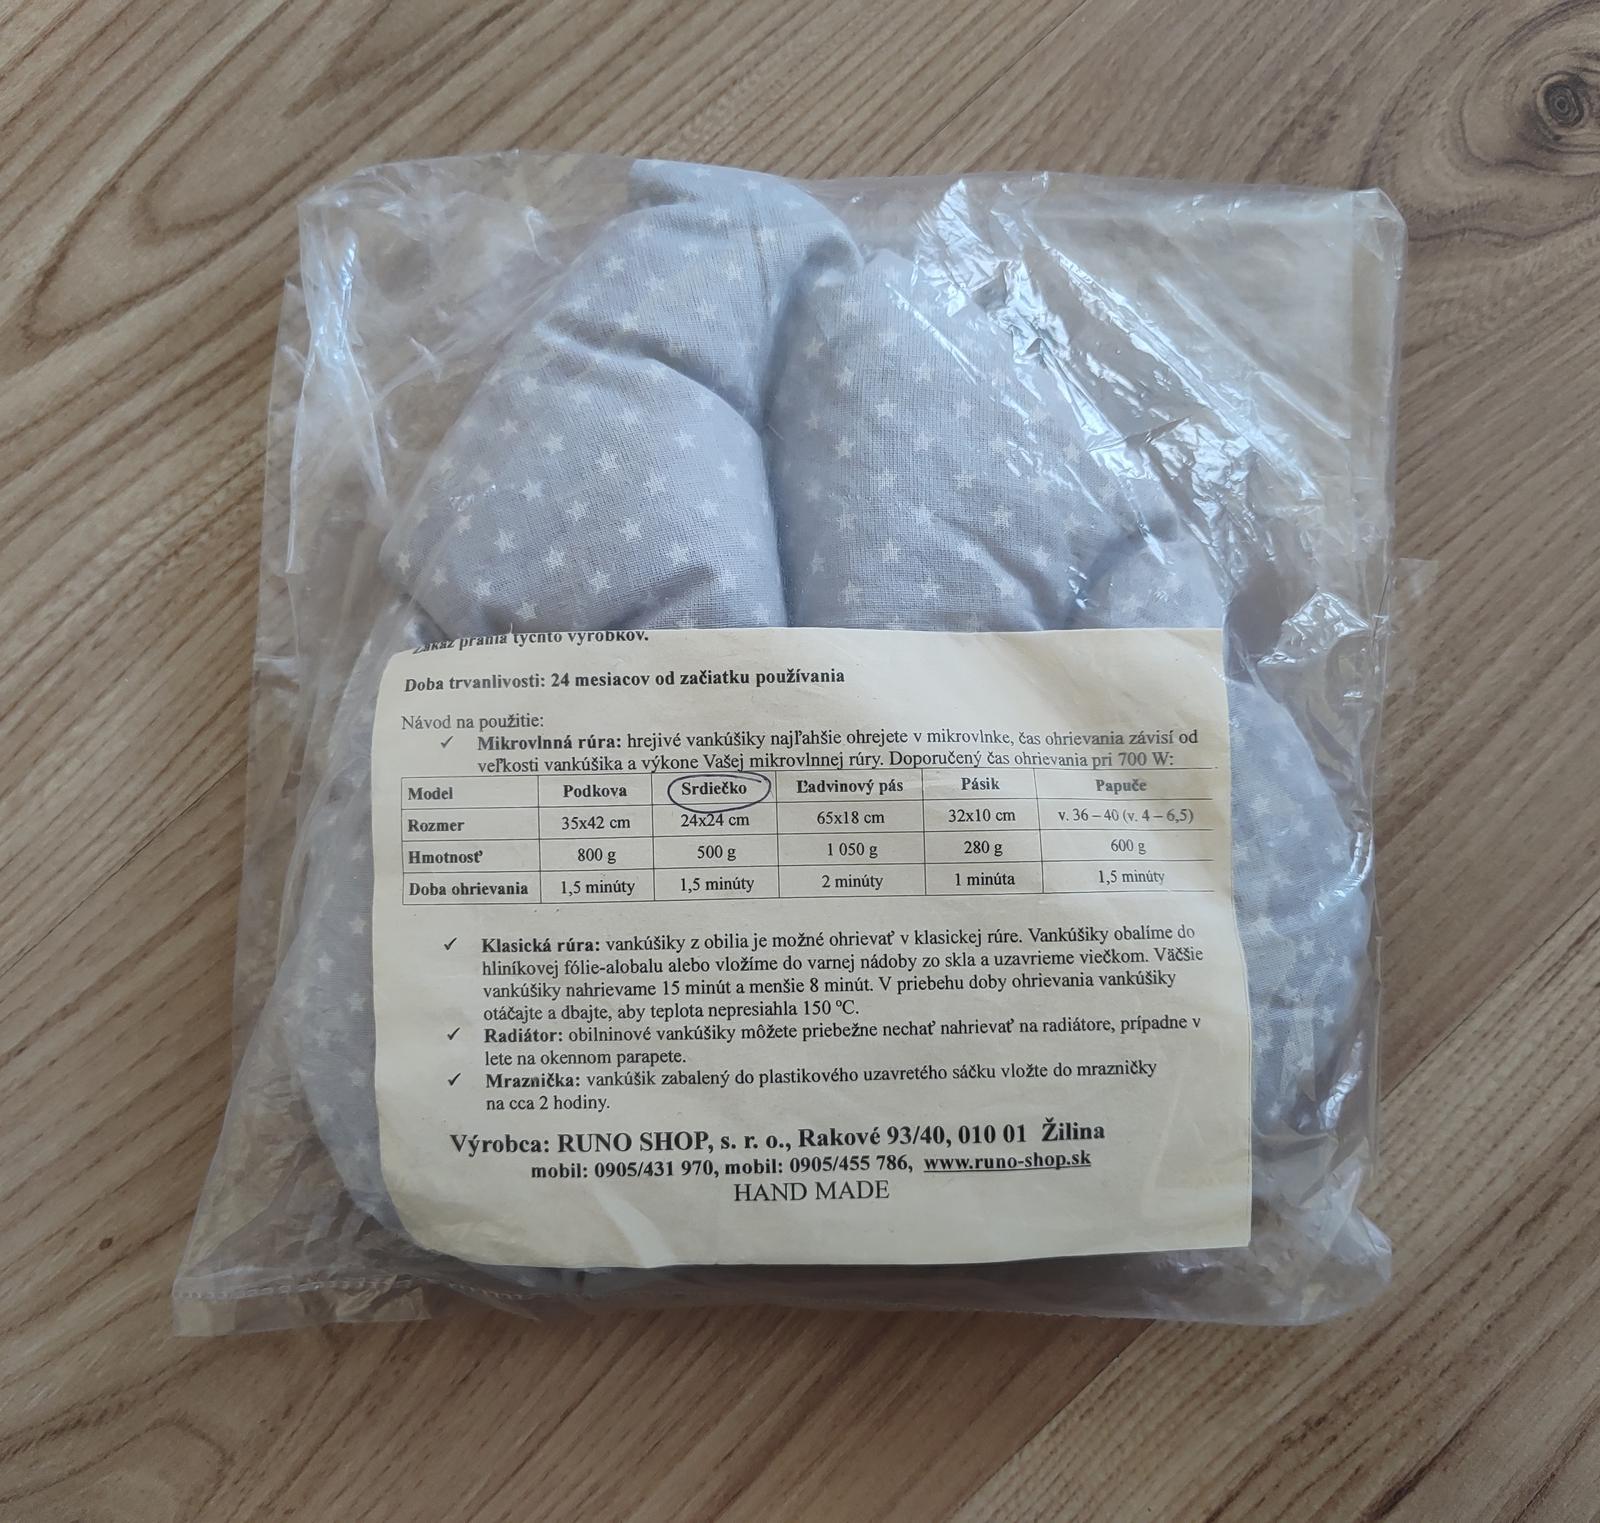 Zákaz prania týchto výrobkov.
Doba trvanlivosti: 24 mesiacov od začiatku používania
Návod na použitie:
✓ Mikrovlnná rúra: hrejivé vankúšiky najľahšie ohrejete v mikrovlnke, čas ohrievania závisí od
veľkosti vankúšika a výkone Vašej mikrovlnnej rúry. Doporučený čas ohrievania pri 700 W:
Model Podkova Srdiečko Ľadvinový pás Pásik Papuče
Rozmer 35x42 cm 24x24 cm 65x18 cm 32x10 cm v. 36 – 40 (v. 4 – 6,5)
Hmotnosť 800 g 500 g 1 050 g 280 g 600 g
Doba ohrievania 1,5 minúty 1,5 minúty 2 minúty 1 minúta 1,5 minúty
✓ Klasická rúra: vankúšiky z obilia je možné ohrievať v klasickej rúre. Vankúšiky obalíme do
hliníkovej fólie-alobalu alebo vložíme do varnej nádoby zo skla a uzavrieme viečkom. Väčšie
vankúšiky nahrievame 15 minút a menšie 8 minút. V priebehu doby ohrievania vankúšiky
otáčajte a dbajte, aby teplota nepresiahla 150 ºC.
✓ Radiátor: obilninové vankúšiky môžete priebežne nechať nahrievať na radiátore, prípadne v
lete na okennom parapete.
✓ Mraznička: vankúšik zabalený do plastikového uzavretého sáčku vložte do mrazničky
na cca 2 hodiny.
Výrobca: RUNO SHOP, s. r. o., Rakové 93/40, 010 01 Žilina
mobil: 0905/431 970, mobil: 0905/455 786, www.runo-shop.sk
HAND MADE